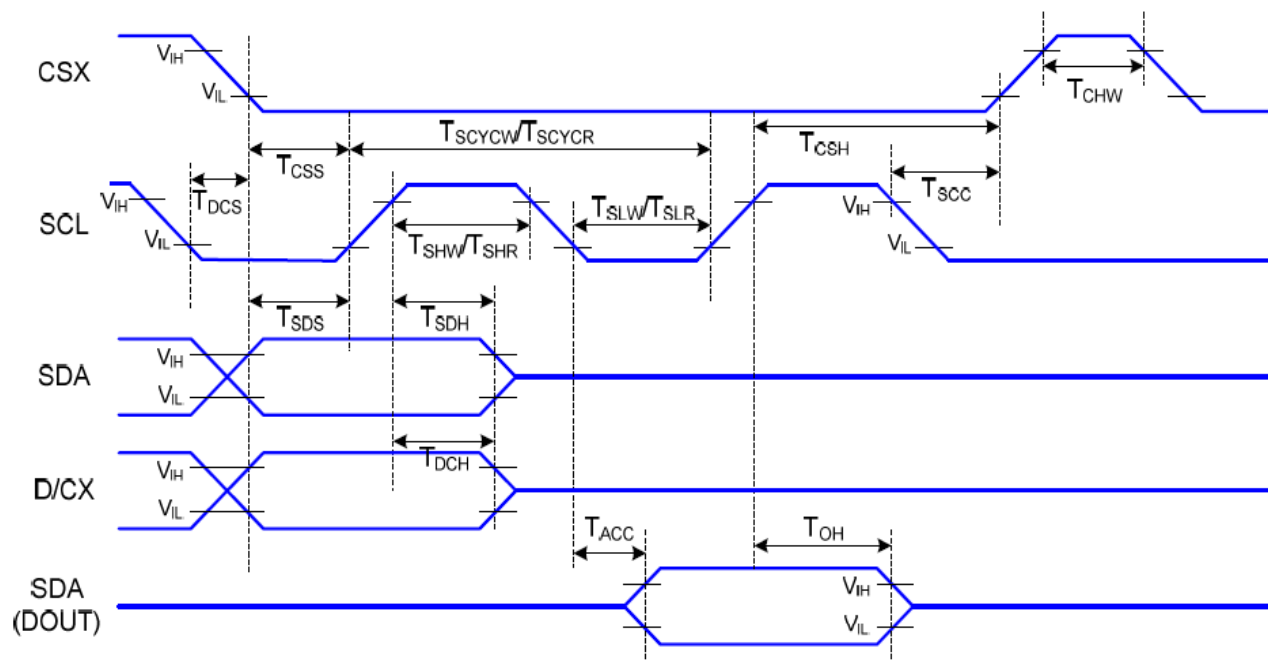 CSX
VIH
VIL
TCHW
TSCYCW/TSCYCR
TCSS
TCSH
TDCS
TSCC
SCL
VIH
VIL
TSHW/TSHR
TSLW/TSLR
VIH
VIL
TSDS
TSDH
SDA
VIH
VIL
TDCH
D/CX
VIH
VIL
TACC
TOH
SDA
(DOUT)
VIH
VIL